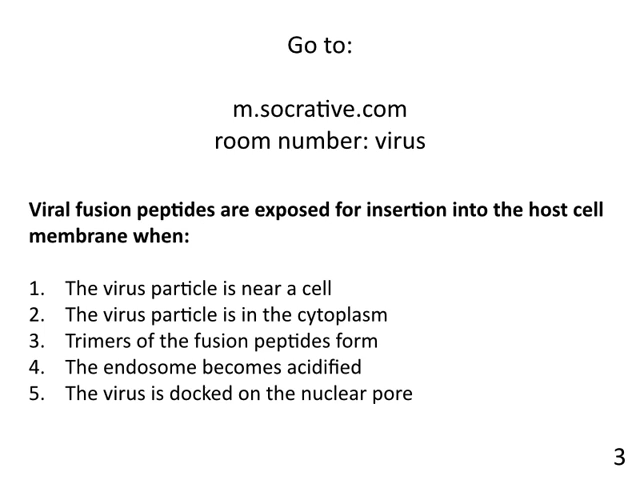 Go to:
m.socrative.com
room number: virus
Viral fusion peptides are exposed for insertion into the host cell
membrane when:
1. The virus particle is near a cell
2. The virus particle is in the cytoplasm
3. Trimers of the fusion peptides form
4. The endosome becomes acidified
5. The virus is docked on the nuclear pore
3